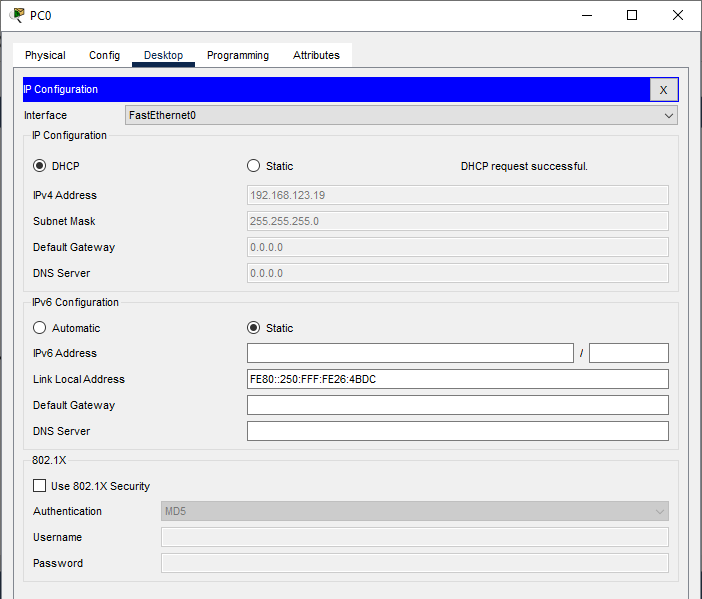 PC0
Physical Config Desktop Programming Attributes
IP Configuration X
Interface FastEthernet0
IP Configuration
DHCP Static DHCP request successful.
IPv4 Address 192.168.123.19
Subnet Mask 255.255.255.0
Default Gateway 0.0.0.0
DNS Server 0.0.0.0
IPv6 Configuration
Automatic Static
IPv6 Address /
Link Local Address FE80::250:FFF:FE26:4BDC
Default Gateway
DNS Server
802.1X
Use 802.1X Security
Authentication MD5
Username
Password